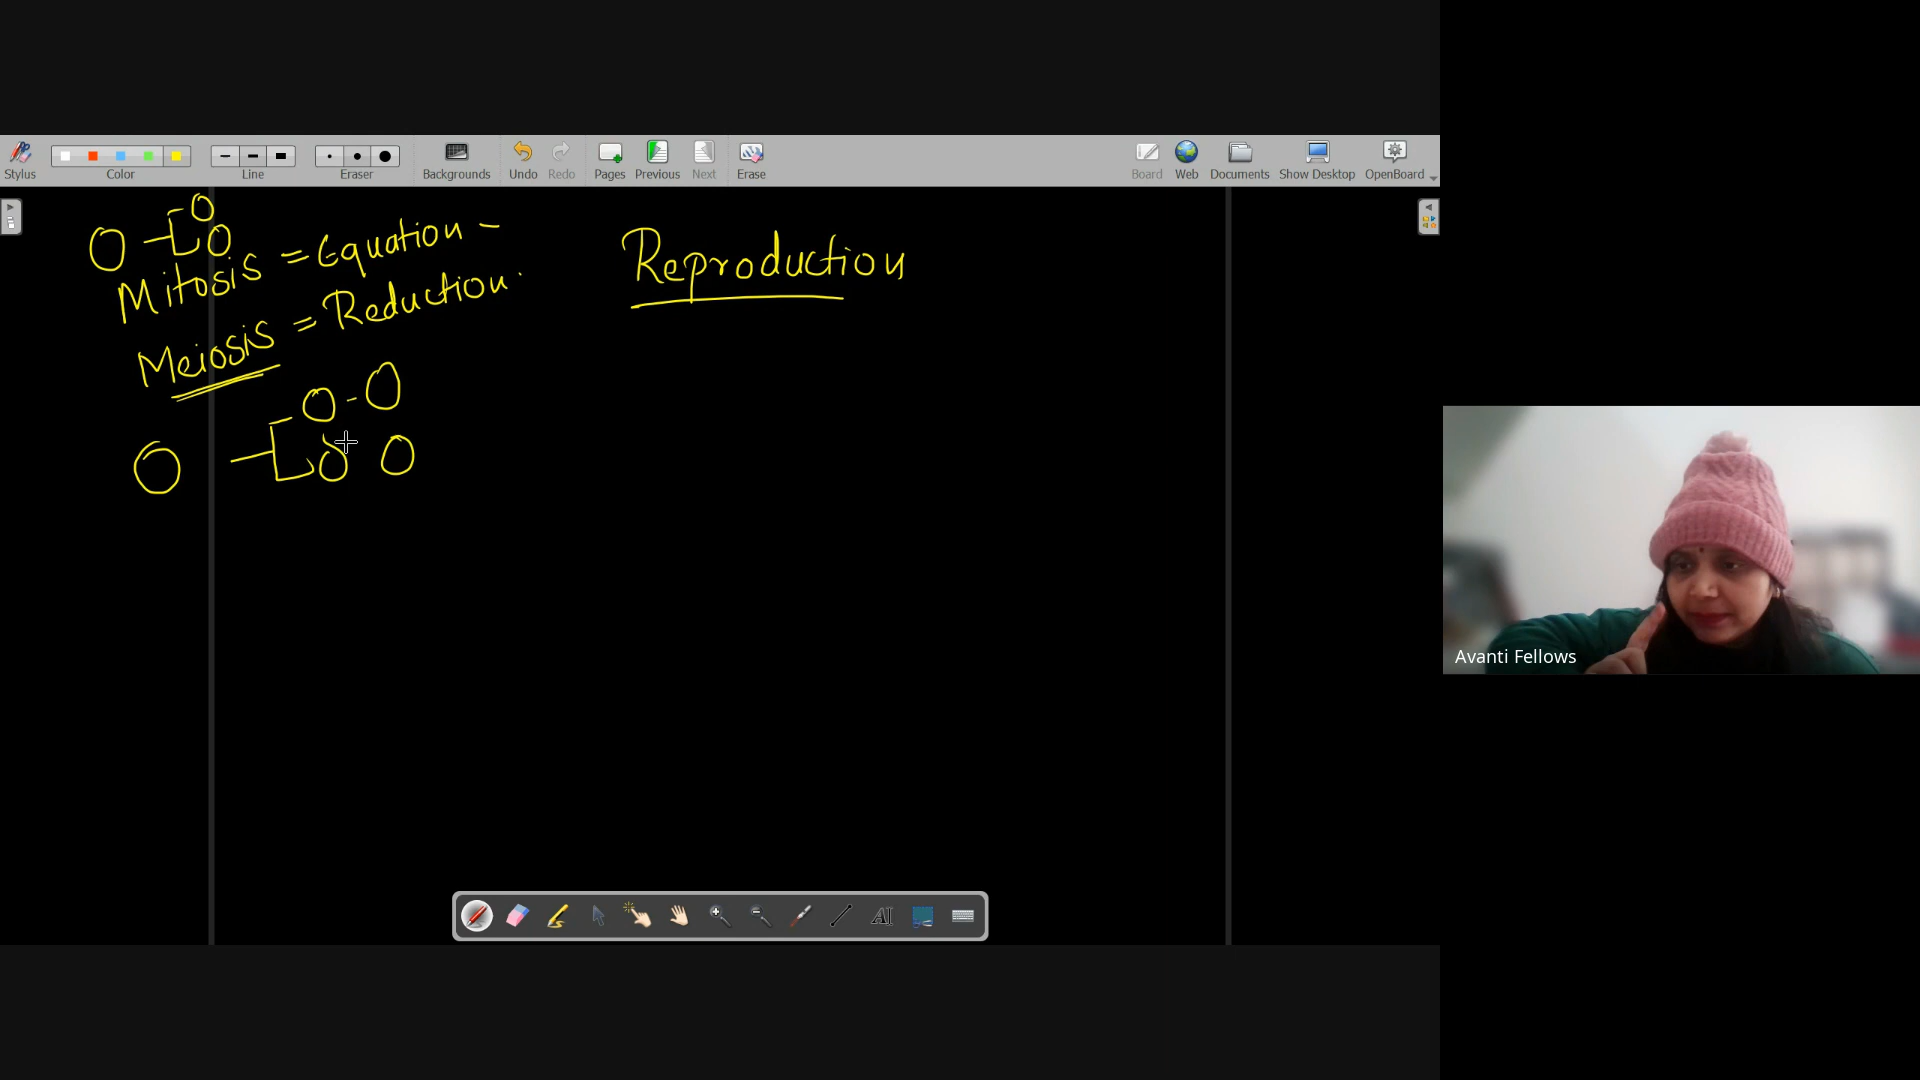 Stylus Color Line Eraser Backgrounds Undo Redo Pages Previous Next Erase Board Web Documents Show Desktop OpenBoard
Mitosis = Equation -
Meiosis = Reduction.
Reproduction
Avanti Fellows
AI